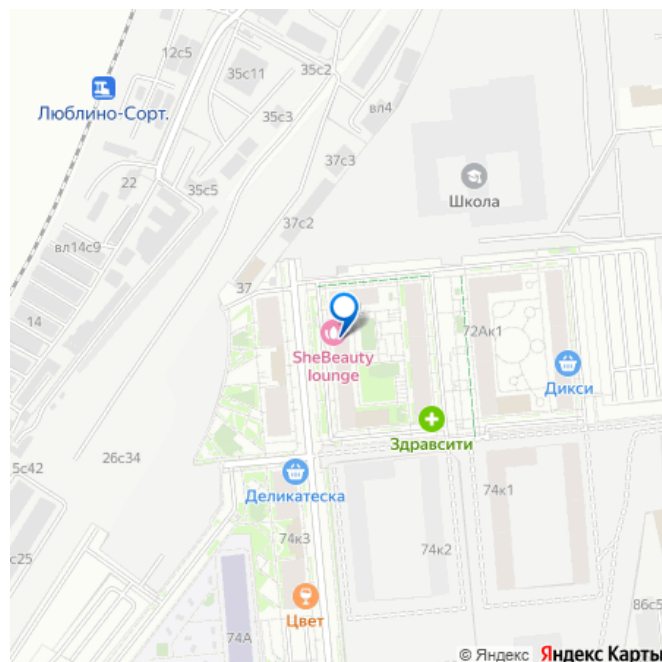 12с5
35с11
35с2
Люблино-Сорт.
35с3
вл4
37с3
22
35с5
Школа
37с2
вл14с9
37
14
72Ак1
SheBeauty
lounge
Дикси
Здравсити
26с34
5с42
Деликатеска
74к1
74к3
74к2
с25
86с5
Цвет
74А
© Яндекс Яндекс Карты